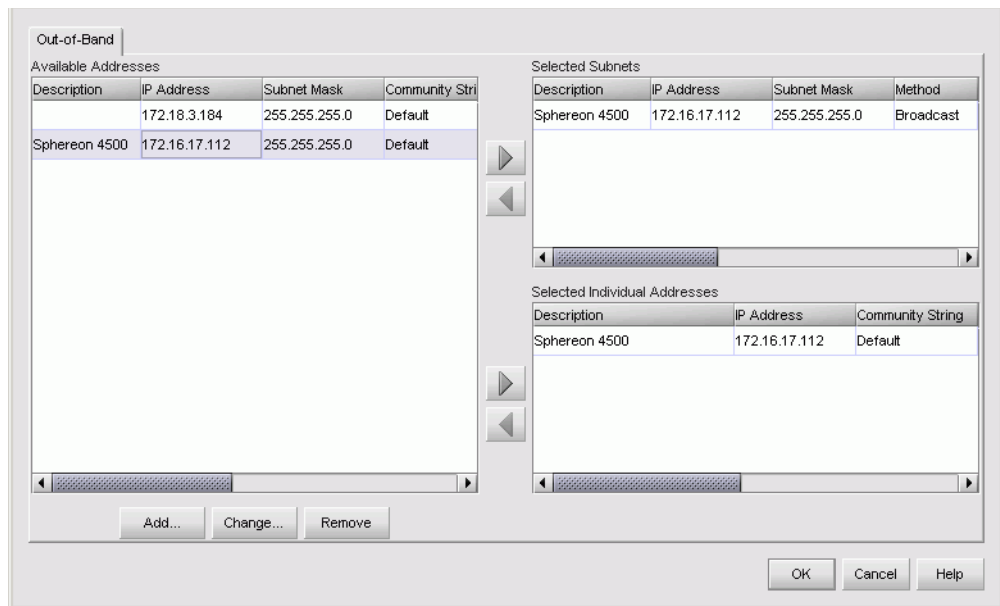 Out-of-Band
Available Addresses
Description IP Address Subnet Mask Community Stri
172.18.3.184 255.255.255.0 Default
Sphereon 4500 172.16.17.112 255.255.255.0 Default
Selected Subnets
Description IP Address Subnet Mask Method
Sphereon 4500 172.16.17.112 255.255.255.0 Broadcast
Selected Individual Addresses
Description IP Address Community String
Sphereon 4500 172.16.17.112 Default
Add... Change... Remove
OK Cancel Help